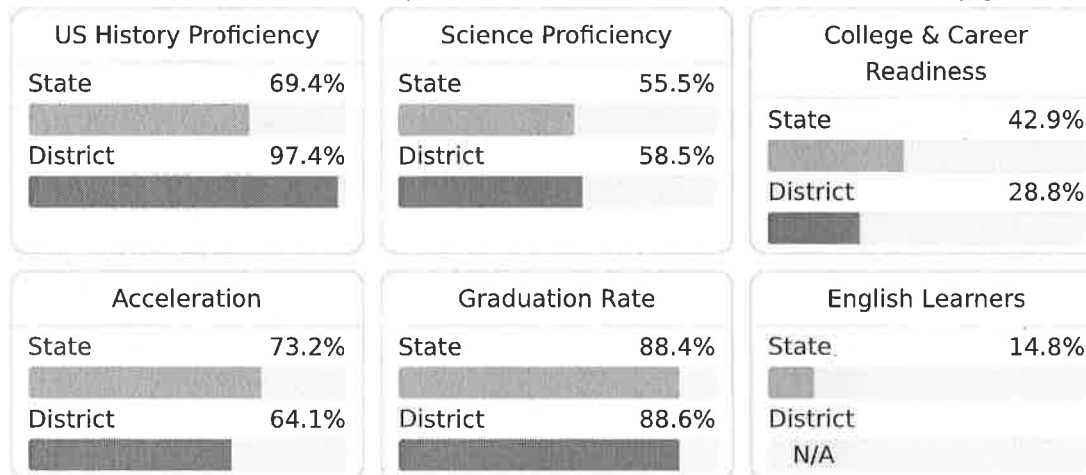 US History Proficiency
State 69.4%
District 97.4%
Science Proficiency
State 55.5%
District 58.5%
College & Career
Readiness
State 42.9%
District 28.8%
Acceleration
State 73.2%
District 64.1%
Graduation Rate
State 88.4%
District 88.6%
English Learners
State 14.8%
District
N/A